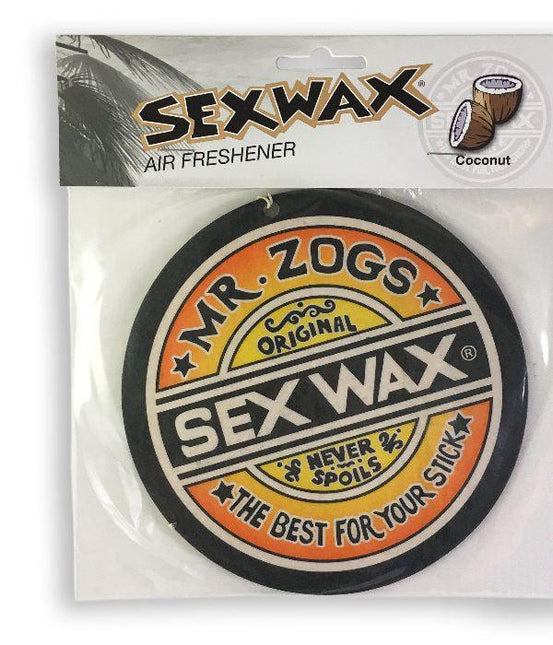 SEXWAX®
AIR FRESHENER
Coconut
MR. ZOGS
ORIGINAL
SEX WAX®
NEVER
SPOILS
THE BEST FOR YOUR STICK